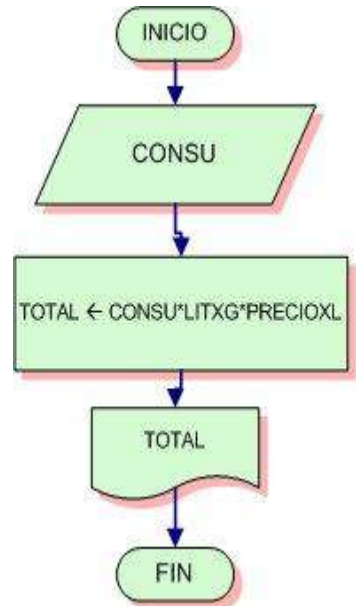 INICIO
CONSU
TOTAL ← CONSU*LITXG*PRECIOXL
TOTAL
FIN